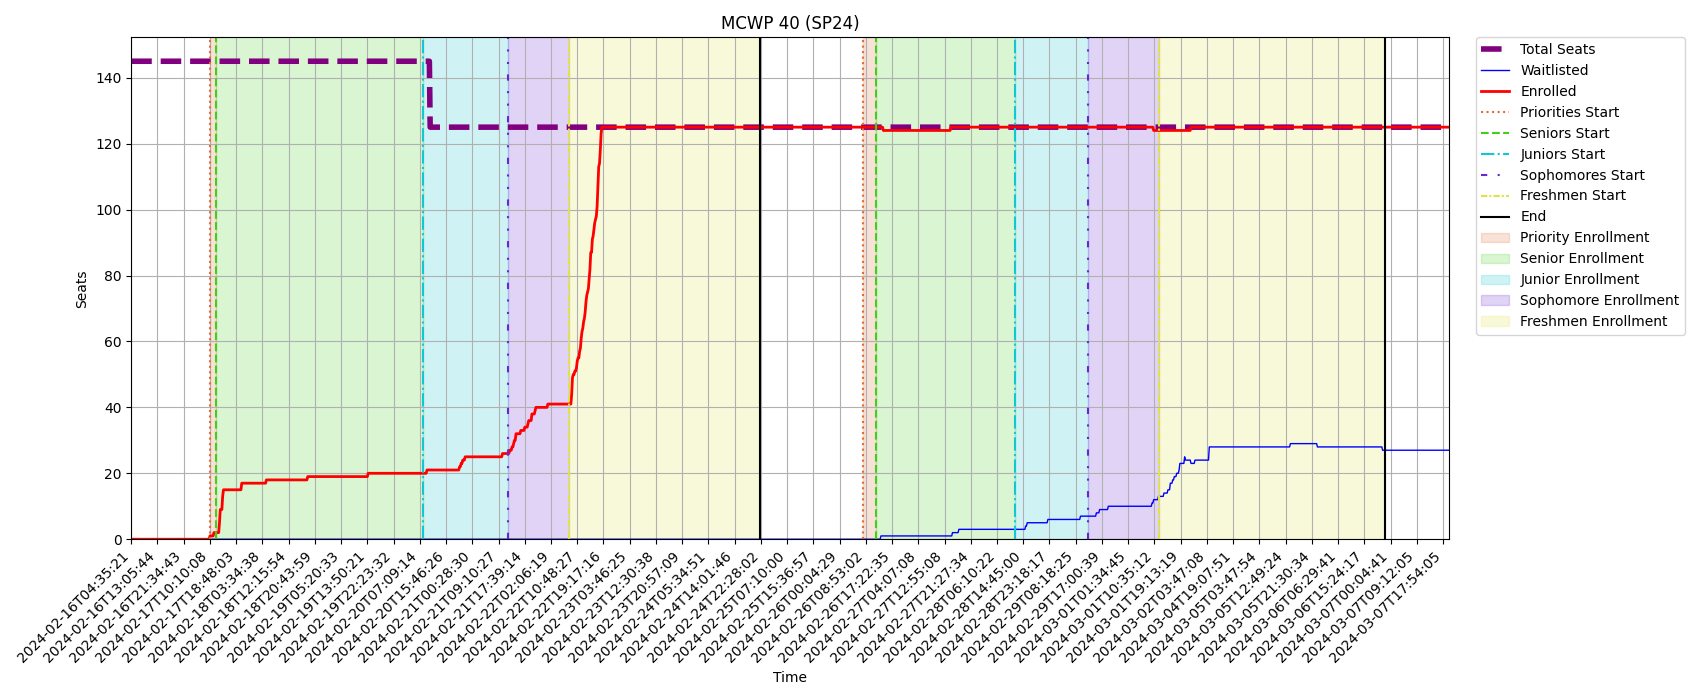 MCWP 40 (SP24)
Seats
140
120
100
80
60
40
20
0
2024-02-16T04:35:21
2024-02-16T13:05:44
2024-02-16T21:34:43
2024-02-17T10:10:08
2024-02-17T18:48:03
2024-02-18T03:34:38
2024-02-18T12:15:54
2024-02-18T20:43:59
2024-02-19T05:20:33
2024-02-19T13:50:21
2024-02-19T22:23:32
2024-02-20T07:09:14
2024-02-20T15:46:26
2024-02-21T00:28:30
2024-02-21T09:10:27
2024-02-21T17:39:14
2024-02-22T02:06:19
2024-02-22T10:48:27
2024-02-22T19:17:16
2024-02-23T03:46:25
2024-02-23T12:30:38
2024-02-23T20:57:09
2024-02-24T05:34:51
2024-02-24T14:01:46
2024-02-24T22:28:02
2024-02-25T07:10:00
2024-02-25T15:36:57
2024-02-26T00:04:29
2024-02-26T08:53:02
2024-02-26T17:22:35
2024-02-27T04:07:08
2024-02-27T12:55:08
2024-02-27T21:27:34
2024-02-28T06:10:22
2024-02-28T14:45:00
2024-02-28T23:18:17
2024-02-29T08:18:25
2024-02-29T17:00:39
2024-03-01T01:34:45
2024-03-01T10:35:12
2024-03-01T19:13:19
2024-03-02T03:47:08
2024-03-04T19:07:51
2024-03-05T03:47:54
2024-03-05T12:49:24
2024-03-05T21:30:34
2024-03-06T06:29:41
2024-03-06T15:24:17
2024-03-07T00:04:41
2024-03-07T09:12:05
2024-03-07T17:54:05
Time
Total Seats
Waitlisted
Enrolled
Priorities Start
Seniors Start
Juniors Start
Sophomores Start
Freshmen Start
End
Priority Enrollment
Senior Enrollment
Junior Enrollment
Sophomore Enrollment
Freshmen Enrollment